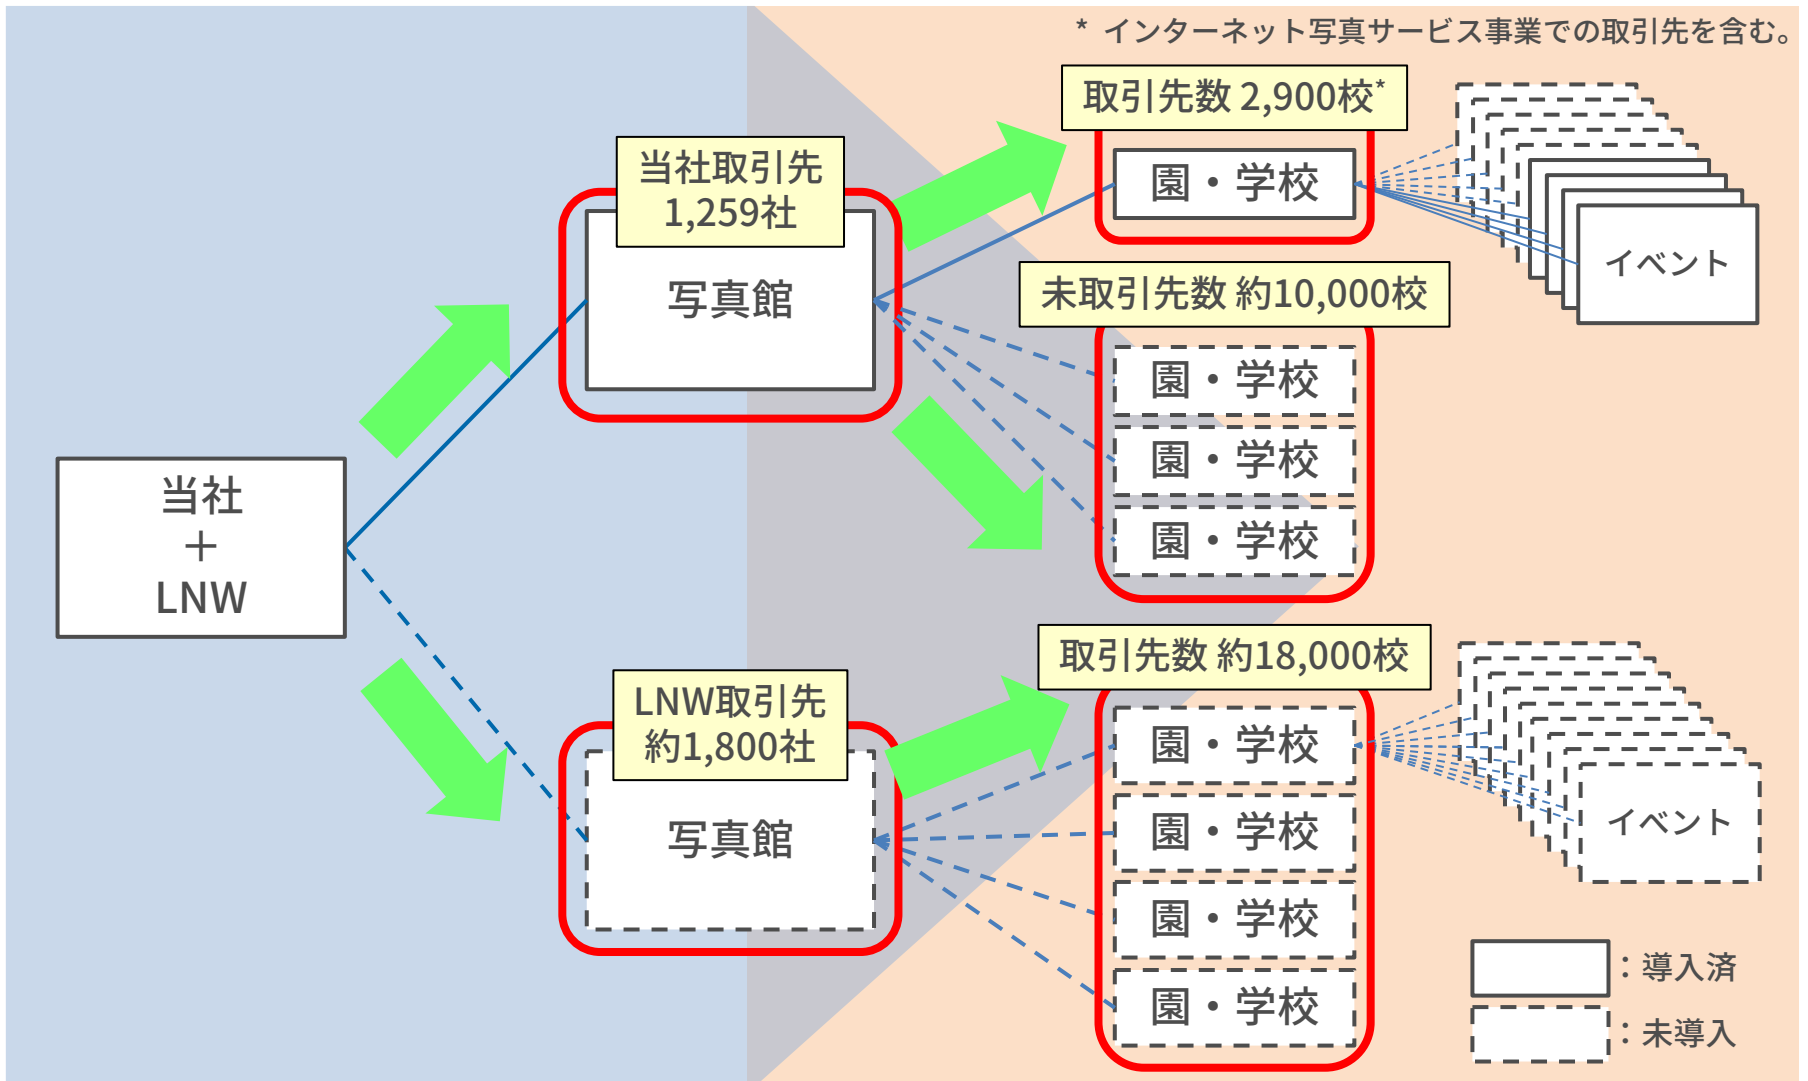 * インターネット写真サービス事業での取引先を含む。
取引先数 2,900校*
園・学校
イベント
当社取引先
1,259社
写真館
未取引先数 約10,000校
園・学校
園・学校
園・学校
当社
＋
LNW
取引先数 約18,000校
LNW取引先
約1,800社
写真館
園・学校
園・学校
園・学校
園・学校
イベント
：導入済
：未導入